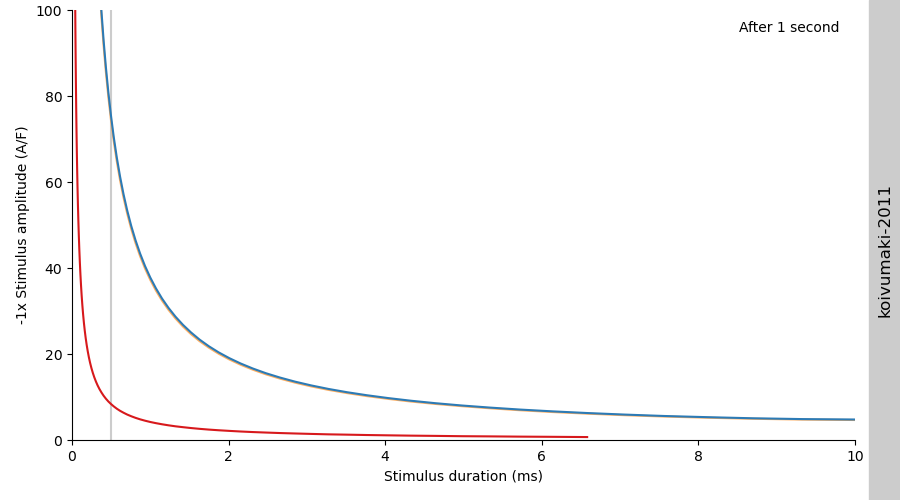 After 1 second
100
80
60
40
20
0
-1x Stimulus amplitude (A/F)
0 2 4 6 8 10
Stimulus duration (ms)
koivumaki-2011